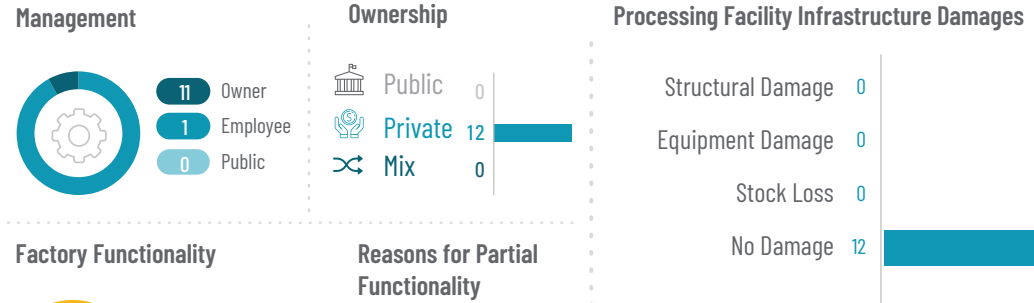 Management
11 Owner
1 Employee
0 Public
Ownership
Public 0
Private 12
Mix 0
Processing Facility Infrastructure Damages
Structural Damage 0
Equipment Damage 0
Stock Loss 0
No Damage 12
Factory Functionality
Reasons for Partial
Functionality